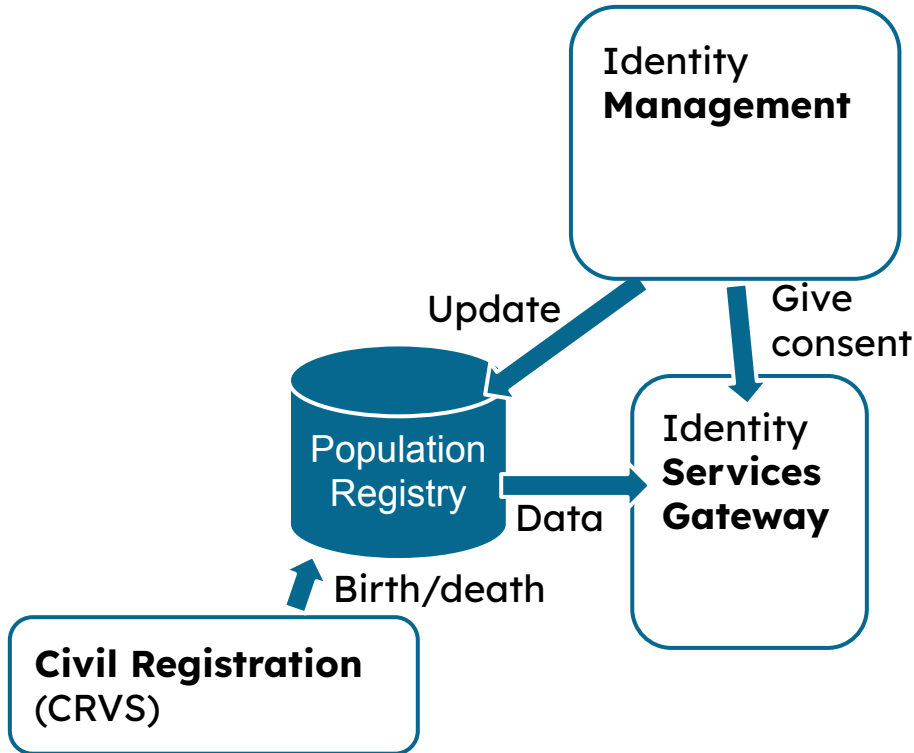 Identity
Management
Update
Give
consent
Population
Registry
Identity
Services
Gateway
Data
Birth/death
Civil Registration
(CRVS)